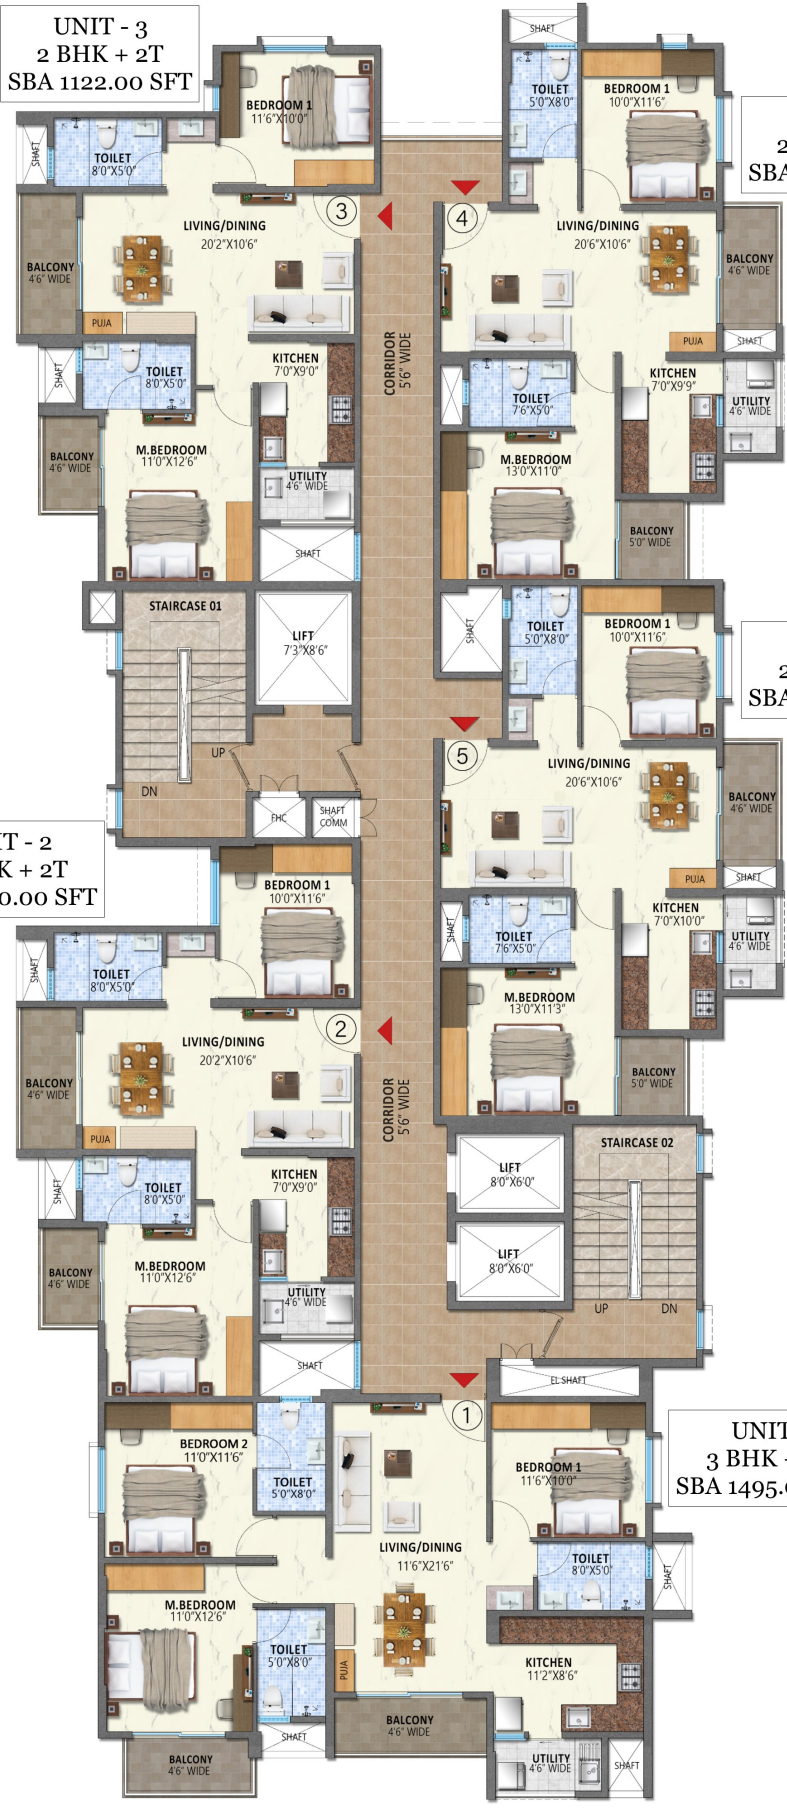 UNIT - 3
2 BHK + 2T
SBA 1122.00 SFT
SHAFT
TOILET
8'0"X5'0"
BEDROOM 1
11'6"X10'0"
LIVING/DINING
20'2"X10'6"
3
BALCONY
4'6" WIDE
PUJA
SHAFT
TOILET
8'0"X5'0"
KITCHEN
7'0"X9'0"
BALCONY
4'6" WIDE
M.BEDROOM
11'0"X12'6"
UTILITY
4'6" WIDE
SHAFT
CORRIDOR
5'6" WIDE
SHAFT
TOILET
5'0"X8'0"
BEDROOM 1
10'0"X11'6"
2
SBA
4
LIVING/DINING
20'6"X10'6"
BALCONY
4'6" WIDE
PUJA
SHAFT
TOILET
7'6"X5'0"
KITCHEN
7'0"X9'9"
UTILITY
4'6" WIDE
M.BEDROOM
13'0"X11'0"
BALCONY
5'0" WIDE
STAIRCASE 01
LIFT
7'3"X8'6"
UP
DN
FHC
SHAFT
COMM
SHAFT
TOILET
5'0"X8'0"
BEDROOM 1
10'0"X11'6"
2
SBA
5
LIVING/DINING
20'6"X10'6"
BALCONY
4'6" WIDE
PUJA
SHAFT
SHAFT
TOILET
7'6"X5'0"
KITCHEN
7'0"X10'0"
UTILITY
4'6" WIDE
M.BEDROOM
13'0"X11'3"
BALCONY
5'0" WIDE
IT - 2
K + 2T
0.00 SFT
BEDROOM 1
10'0"X11'6"
SHAFT
TOILET
8'0"X5'0"
LIVING/DINING
20'2"X10'6"
2
BALCONY
4'6" WIDE
PUJA
SHAFT
TOILET
8'0"X5'0"
KITCHEN
7'0"X9'0"
BALCONY
4'6" WIDE
M.BEDROOM
11'0"X12'6"
UTILITY
4'6" WIDE
SHAFT
CORRIDOR
5'6" WIDE
LIFT
8'0"X6'0"
LIFT
8'0"X6'0"
STAIRCASE 02
UP
DN
EL SHAFT
1
UNIT
3 BHK
SBA 1495.
BEDROOM 2
11'0"X11'6"
TOILET
5'0"X8'0"
BEDROOM 1
11'6"X10'0"
LIVING/DINING
11'6"X21'6"
TOILET
8'0"X5'0"
SHAFT
M.BEDROOM
11'0"X12'6"
TOILET
5'0"X8'0"
PUJA
KITCHEN
11'2"X8'6"
BALCONY
4'6" WIDE
SHAFT
BALCONY
4'6" WIDE
UTILITY
4'6" WIDE
SHAFT